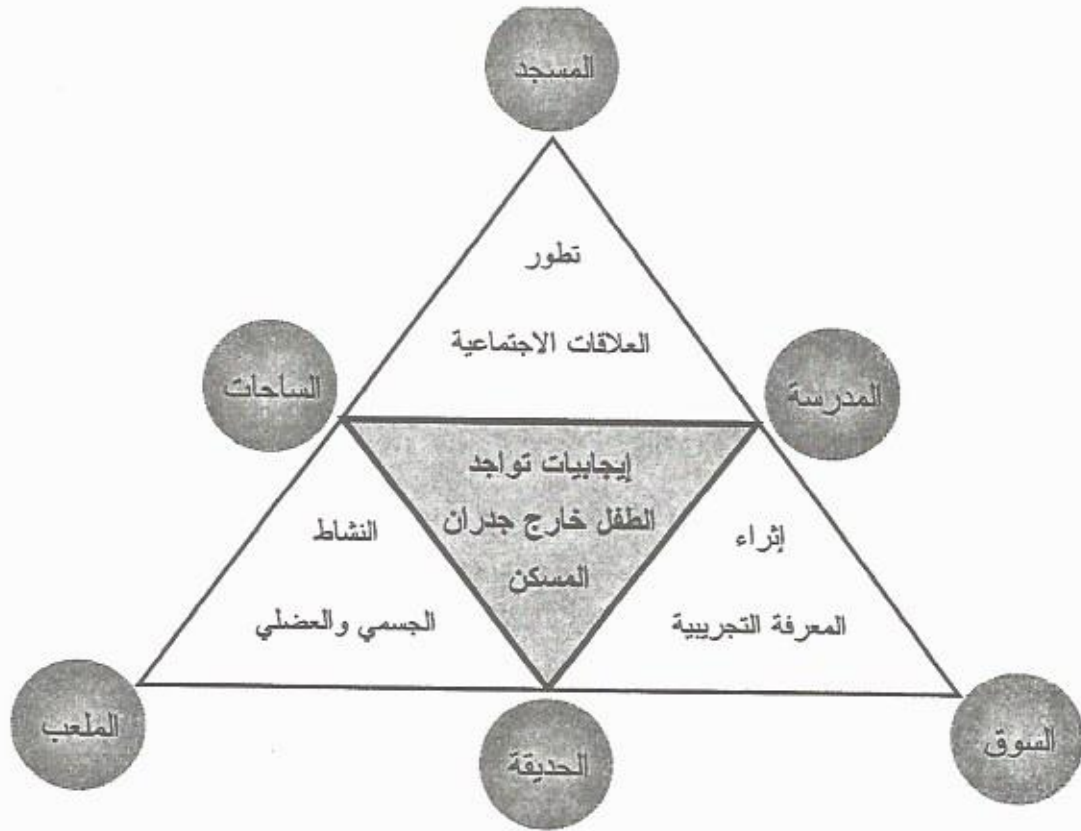 المسجد
تطور
العلاقات الاجتماعية
المدرسة
الساحات
إيجابيات تواجد
الطفل خارج جدران
المسكن
إثراء
المعرفة التجريبية
النشاط
الجسمي والعضلي
السوق
الحديقة
الملعب